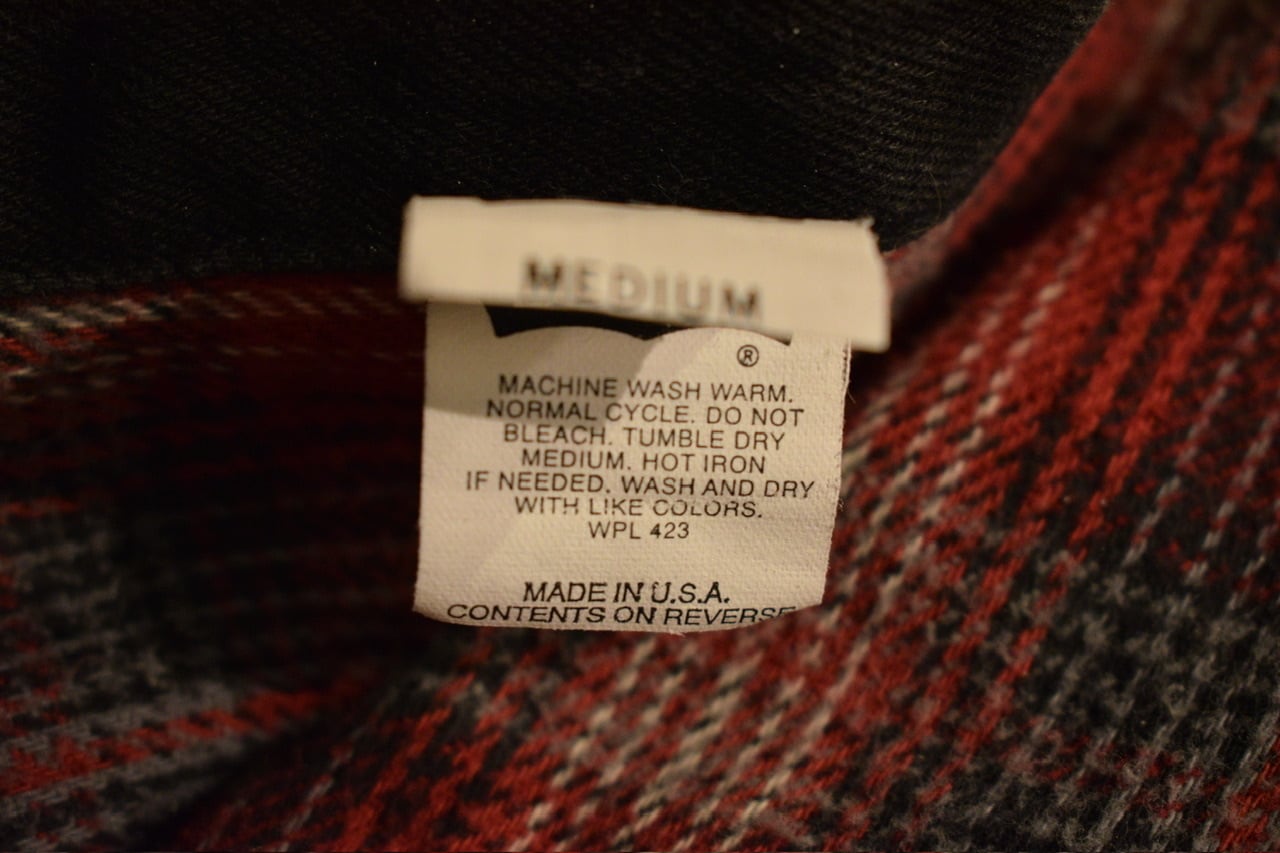 MEDIUM
®
MACHINE WASH WARM.
NORMAL CYCLE. DO NOT
BLEACH. TUMBLE DRY
MEDIUM. HOT IRON
IF NEEDED. WASH AND DRY
WITH LIKE COLORS.
WPL 423
MADE IN U.S.A.
CONTENTS ON REVERSE